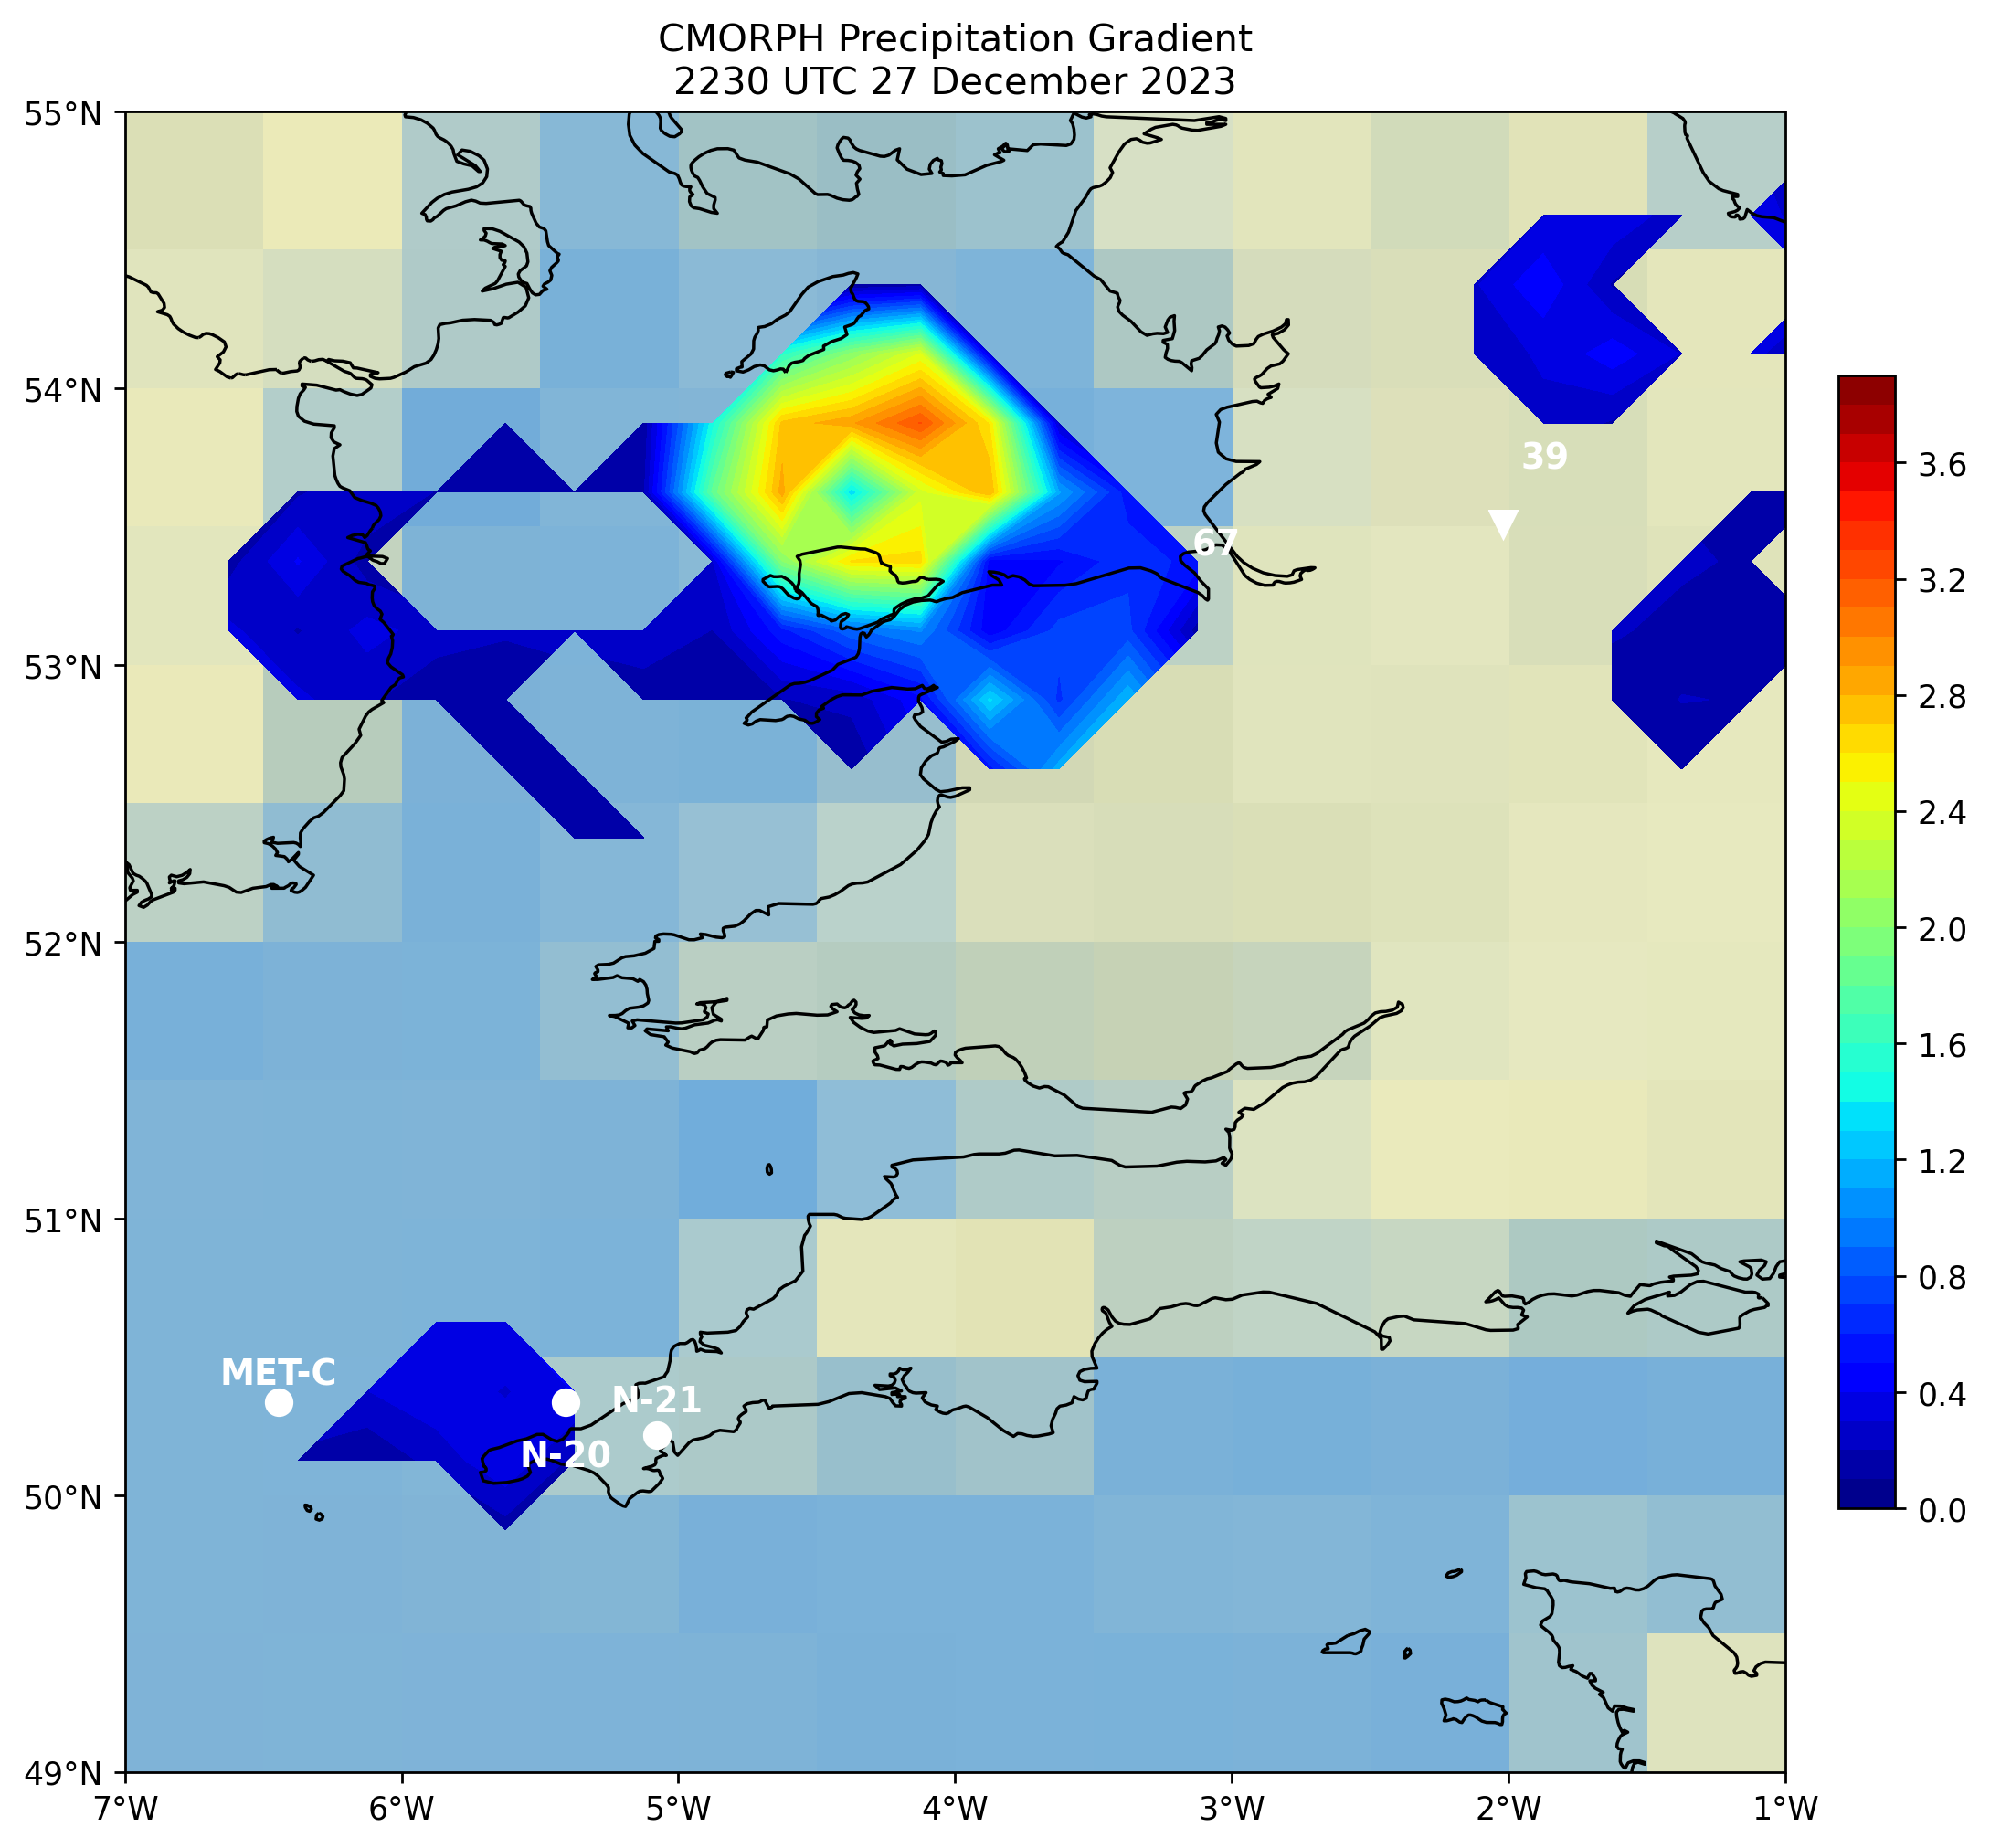 CMORPH Precipitation Gradient
2230 UTC 27 December 2023
55°N
54°N
53°N
52°N
51°N
50°N
49°N
39
67
MET-C
N-21
N-20
7°W 6°W 5°W 4°W 3°W 2°W 1°W
3.6
3.2
2.8
2.4
2.0
1.6
1.2
0.8
0.4
0.0